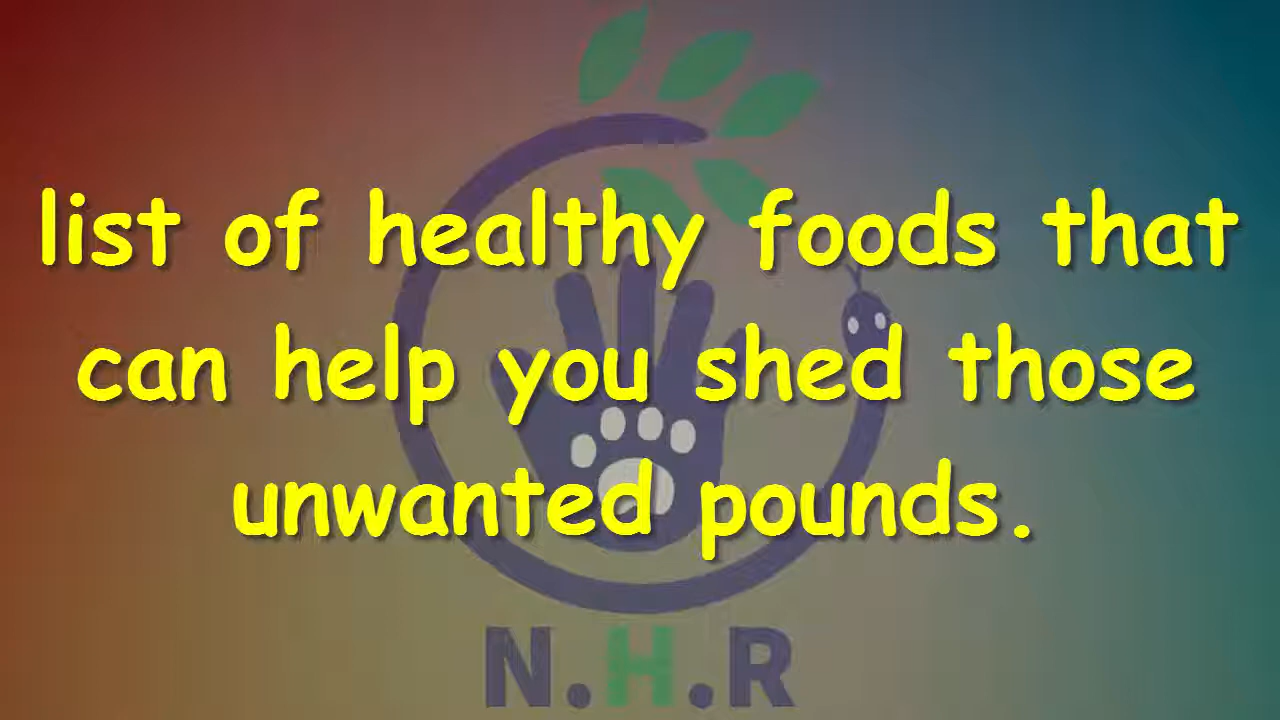 list of healthy foods that
can help you shed those
unwanted pounds.
N.H.R